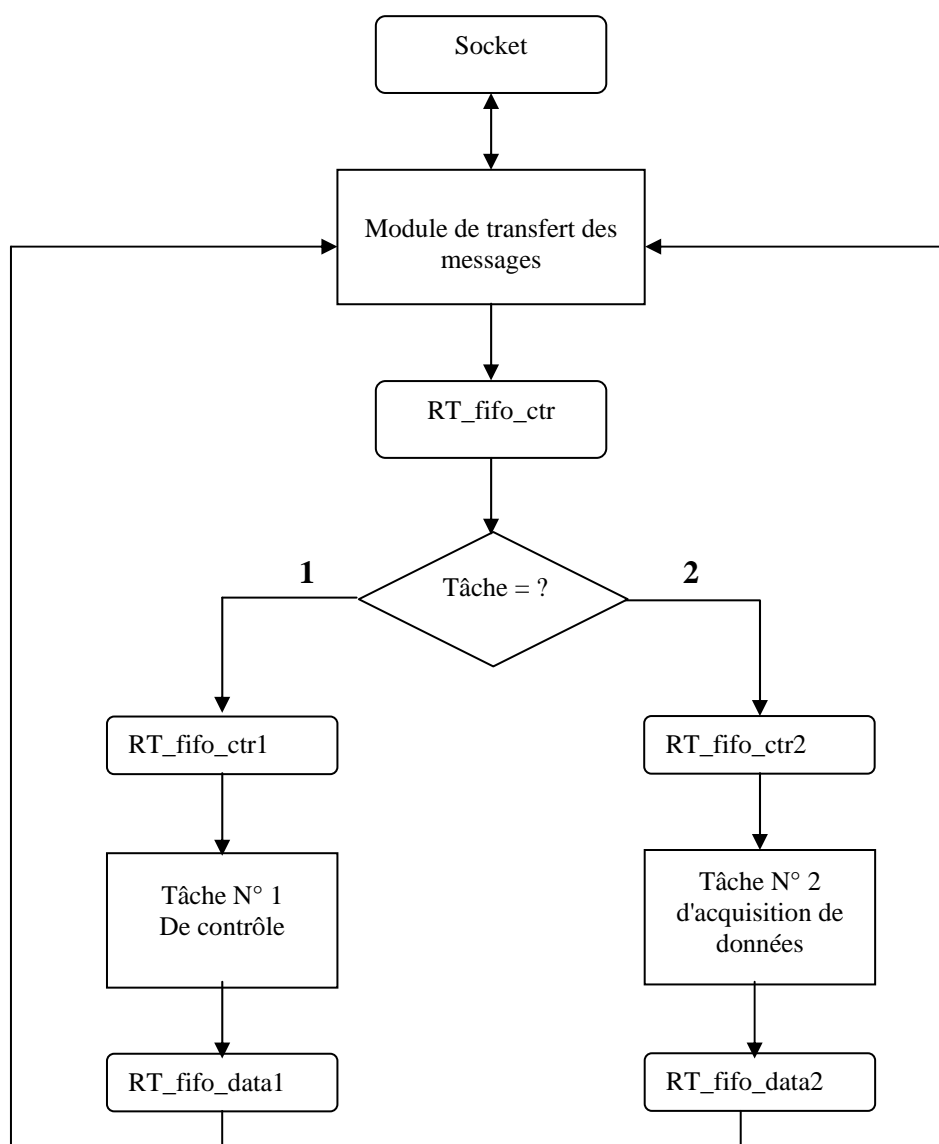 Socket
Module de transfert des
messages
RT_fifo_ctr
1
Tâche = ?
2
RT_fifo_ctr1
RT_fifo_ctr2
Tâche N° 1
De contrôle
Tâche N° 2
d'acquisition de
données
RT_fifo_data1
RT_fifo_data2